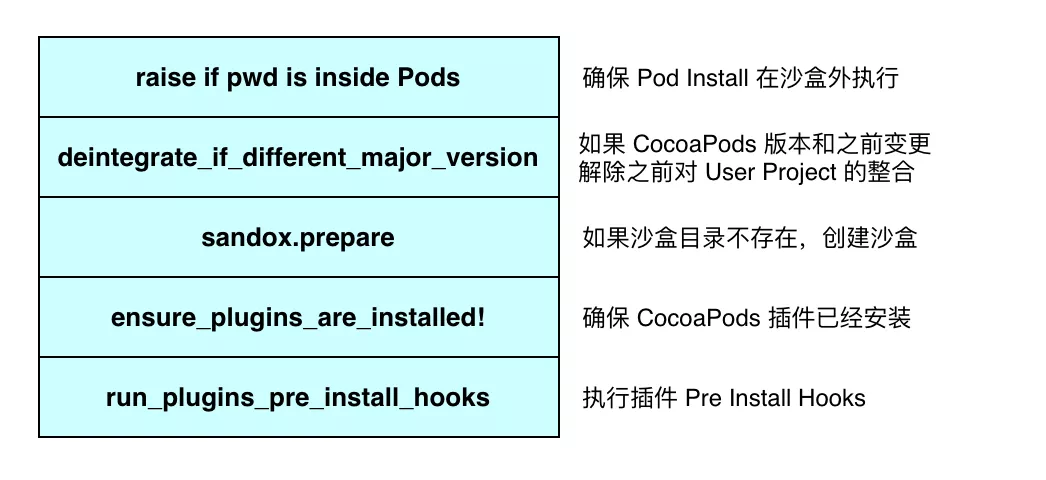 raise if pwd is inside Pods
确保 Pod Install 在沙盒外执行
deintegrate_if_different_major_version
如果 CocoaPods 版本和之前变更
解除之前对 User Project 的整合
sandox.prepare
如果沙盒目录不存在，创建沙盒
ensure_plugins_are_installed!
确保 CocoaPods 插件已经安装
run_plugins_pre_install_hooks
执行插件 Pre Install Hooks